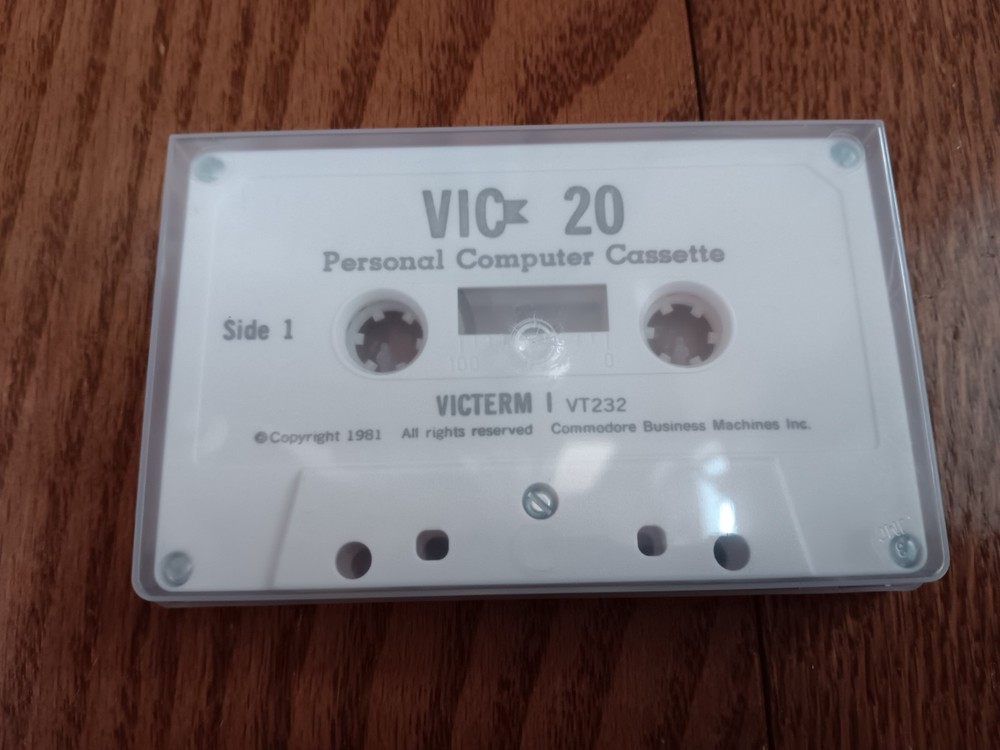 VIC 20
Personal Computer Cassette
Side 1
100 0
VICTERM I VT232
©Copyright 1981 All rights reserved Commodore Business Machines Inc.